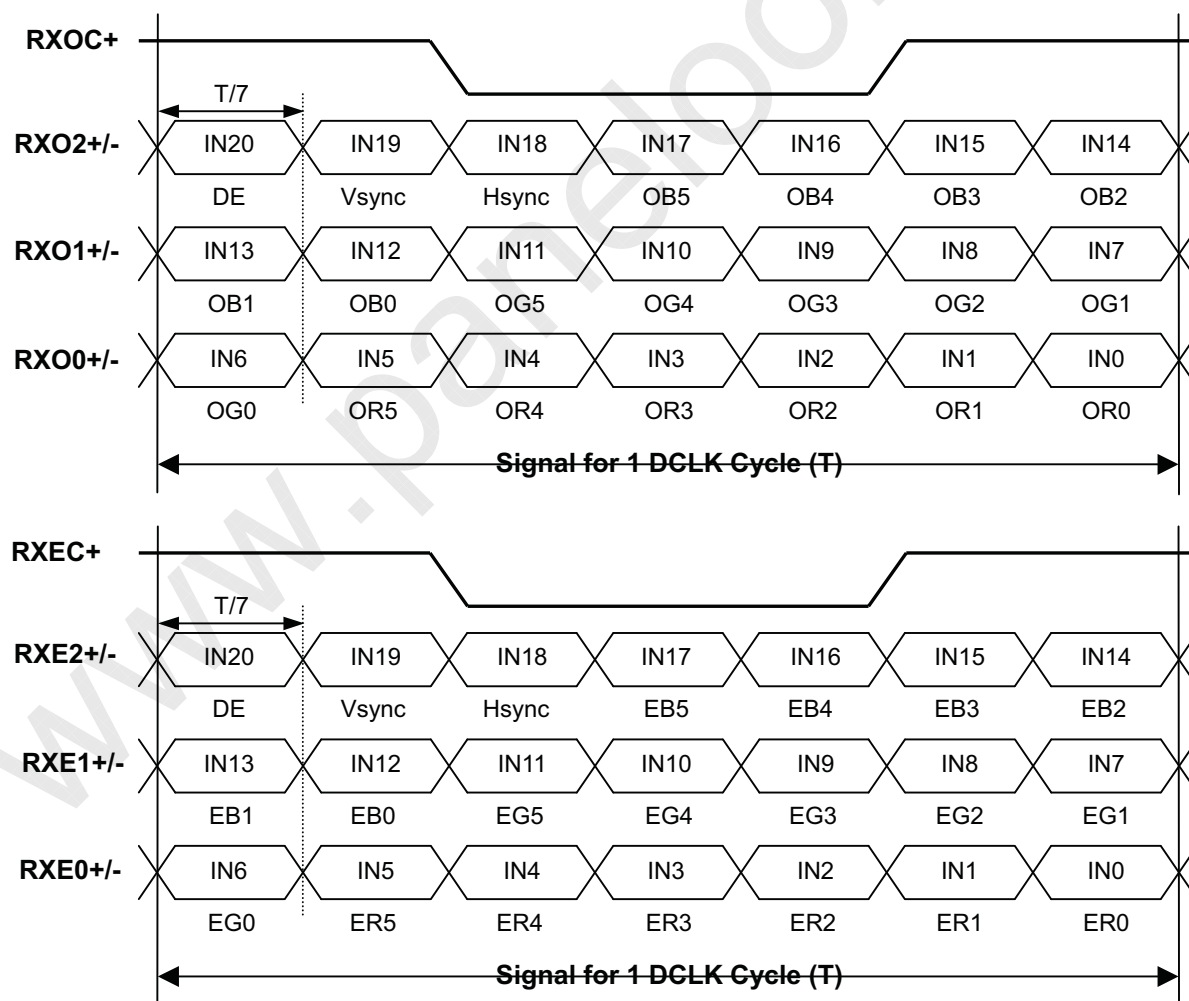 RXOC+
T/7
RXO2+/- IN20 IN19 IN18 IN17 IN16 IN15 IN14
DE Vsync Hsync OB5 OB4 OB3 OB2
RXO1+/- IN13 IN12 IN11 IN10 IN9 IN8 IN7
OB1 OB0 OG5 OG4 OG3 OG2 OG1
RXO0+/- IN6 IN5 IN4 IN3 IN2 IN1 IN0
OG0 OR5 OR4 OR3 OR2 OR1 OR0
Signal for 1 DCLK Cycle (T)
RXEC+
T/7
RXE2+/- IN20 IN19 IN18 IN17 IN16 IN15 IN14
DE Vsync Hsync EB5 EB4 EB3 EB2
RXE1+/- IN13 IN12 IN11 IN10 IN9 IN8 IN7
EB1 EB0 EG5 EG4 EG3 EG2 EG1
RXE0+/- IN6 IN5 IN4 IN3 IN2 IN1 IN0
EG0 ER5 ER4 ER3 ER2 ER1 ER0
Signal for 1 DCLK Cycle (T)
www.paneloo